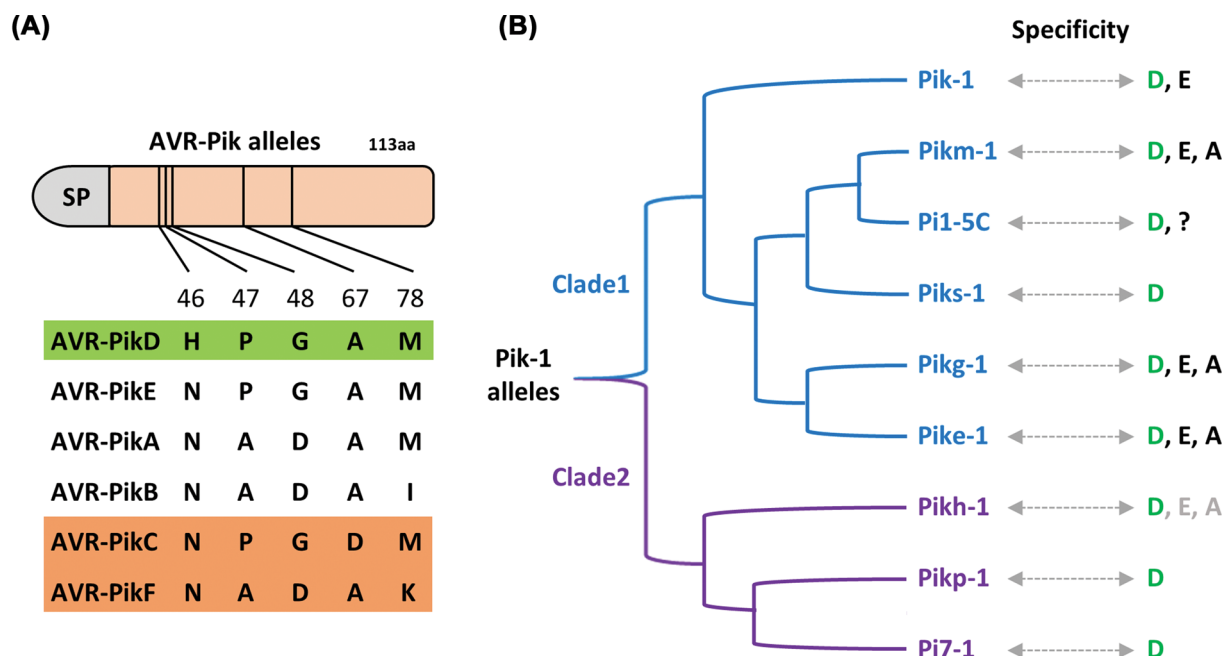 (A)
AVR-Pik alleles 113aa
SP
46 47 48 67 78
AVR-PikD H P G A M
AVR-PikE N P G A M
AVR-PikA N A D A M
AVR-PikB N A D A I
AVR-PikC N P G D M
AVR-PikF N A D A K
(B)
Specificity
Pik-1 D, E
Pikm-1 D, E, A
Pi1-5C D, ?
Clade1
Piks-1 D
Pik-1
alleles
Pikg-1 D, E, A
Pike-1 D, E, A
Clade2
Pikh-1 D, E, A
Pikp-1 D
Pi7-1 D